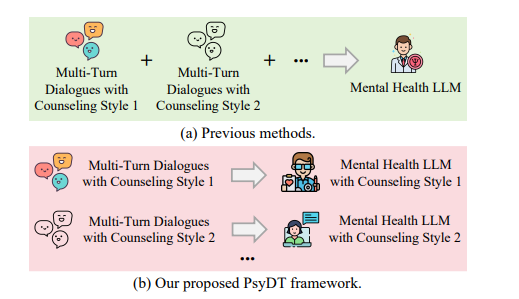 Multi-Turn
Dialogues with
Counseling Style 1
+
Multi-Turn
Dialogues with
Counseling Style 2
+ ...
Mental Health LLM
(a) Previous methods.
Multi-Turn Dialogues
with Counseling Style 1
Mental Health LLM
with Counseling Style 1
Multi-Turn Dialogues
with Counseling Style 2
Mental Health LLM
with Counseling Style 2
...
(b) Our proposed PsyDT framework.